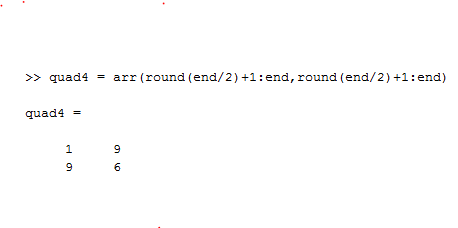 >> quad4 = arr(round(end/2)+1:end,round(end/2)+1:end)
quad4 =
1 9
9 6